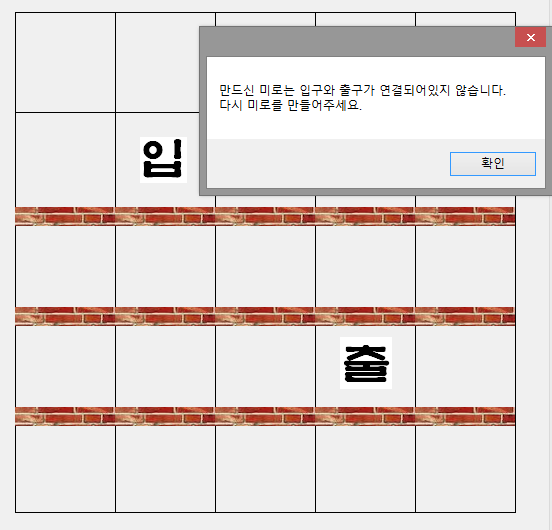 만드신 미로는 입구와 출구가 연결되어있지 않습니다.
다시 미로를 만들어주세요.
입
확인
출